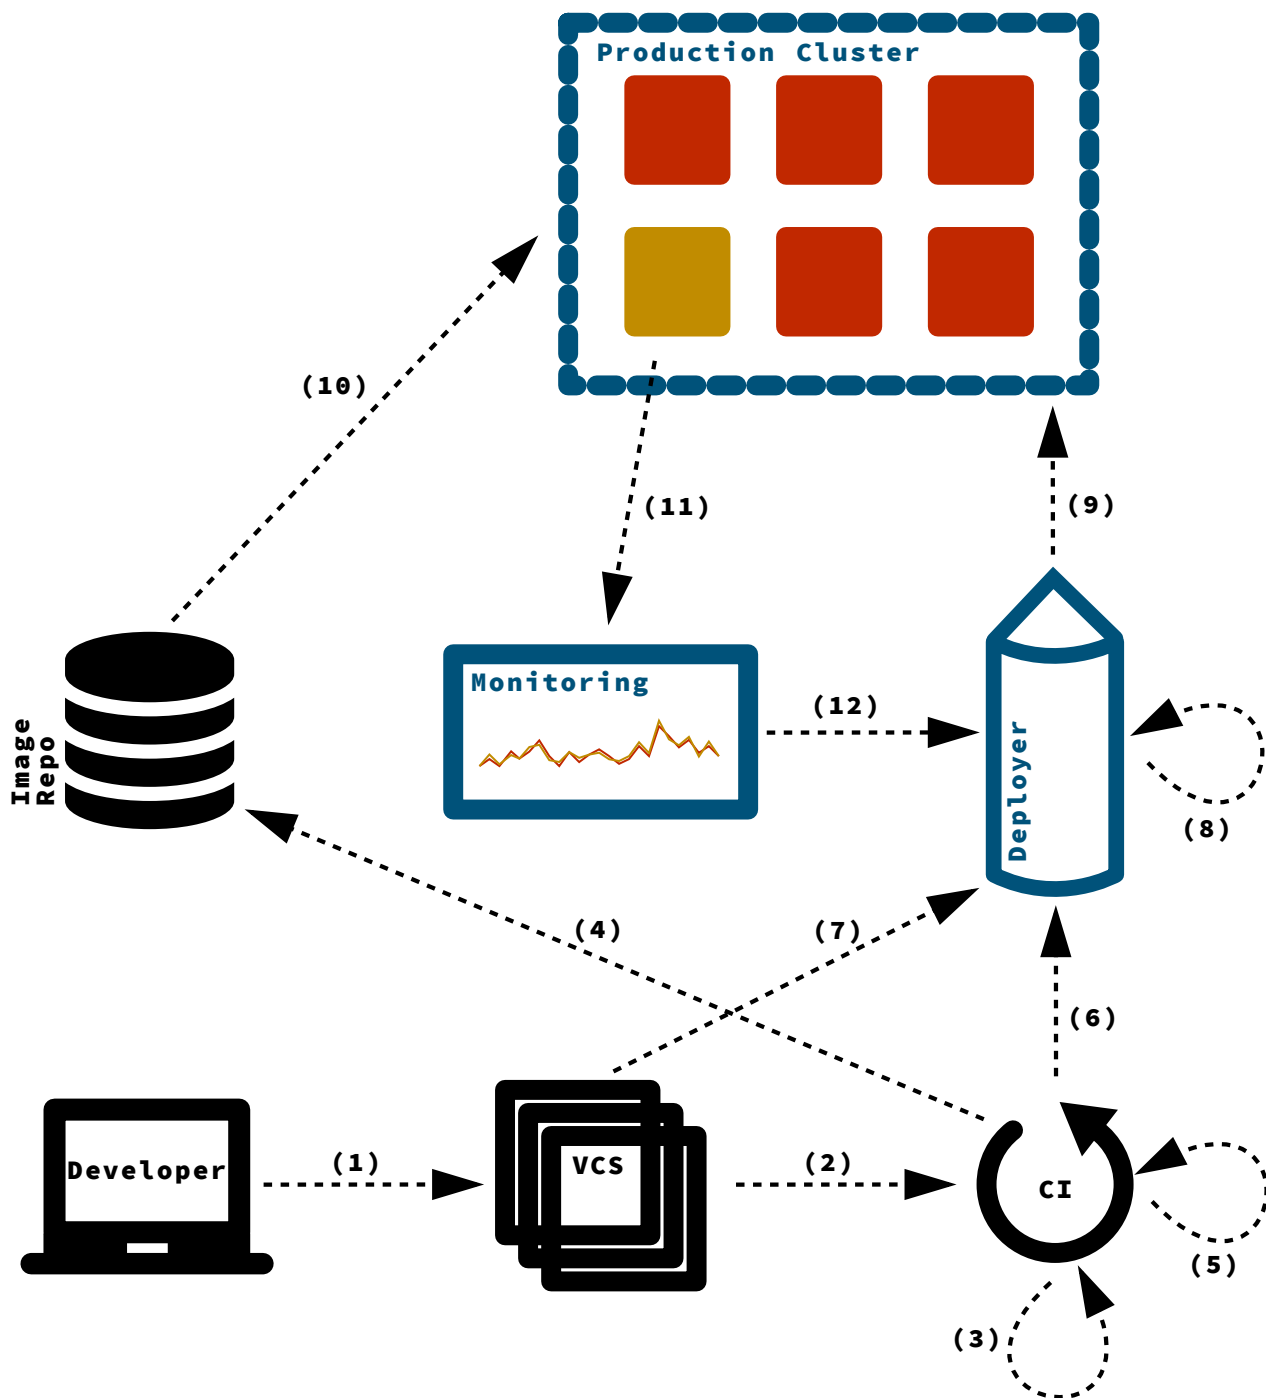 Production Cluster
(10)
(11)
(9)
Monitoring
(12)
Image
Repo
Deployer
(8)
(4)
(7)
(6)
Developer
(1)
VCS
(2)
CI
(5)
(3)